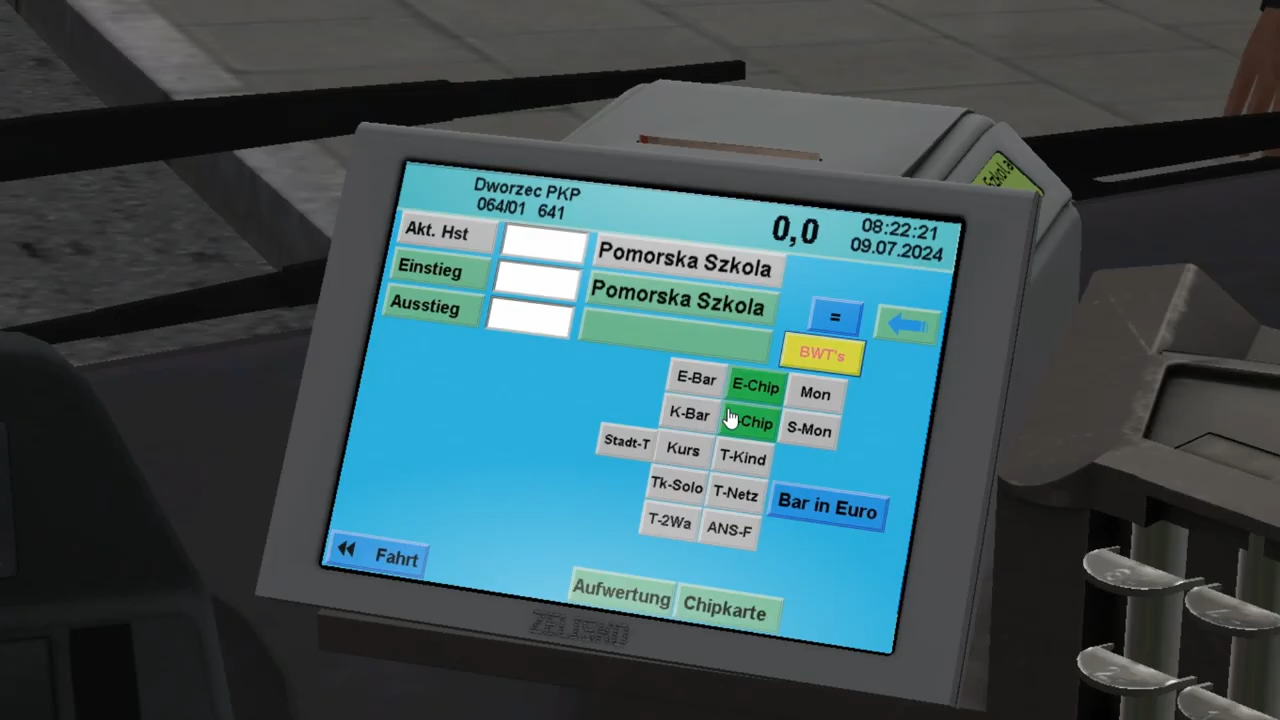 Dworzec PKP
064/01 641
0,0
08:22:21
09.07.2024
Akt. Hst
Pomorska Szkola
Einstieg
Pomorska Szkola
Ausstieg
=
BWT's
E-Bar E-Chip Mon
K-Bar -Chip S-Mon
Stadt-T Kurs T-Kind
Tk-Solo T-Netz Bar in Euro
T-2Wa ANS-F
Fahrt
Aufwertung Chipkarte
ZELISKO
Szkola